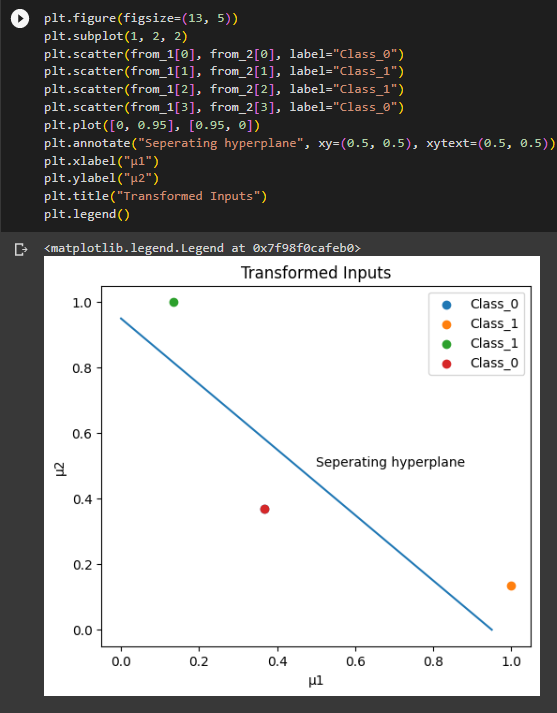 plt.figure(figsize=(13, 5))
plt.subplot(1, 2, 2)
plt.scatter(from_1[0], from_2[0], label="Class_0")
plt.scatter(from_1[1], from_2[1], label="Class_1")
plt.scatter(from_1[2], from_2[2], label="Class_1")
plt.scatter(from_1[3], from_2[3], label="Class_0")
plt.plot([0, 0.95], [0.95, 0])
plt.annotate("Seperating hyperplane", xy=(0.5, 0.5), xytext=(0.5, 0.5))
plt.xlabel("μ1")
plt.ylabel("μ2")
plt.title("Transformed Inputs")
plt.legend()
<matplotlib.legend.Legend at 0x7f98f0cafeb0>
Transformed Inputs
Class_0
Class_1
Class_1
Class_0
Seperating hyperplane
μ2
1.0
0.8
0.6
0.4
0.2
0.0
0.0 0.2 0.4 0.6 0.8 1.0
μ1